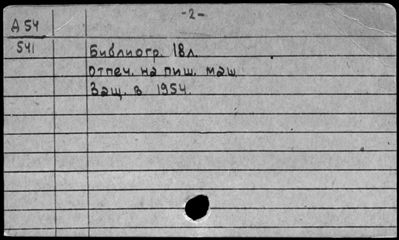 -2-
А 54
541
Библиогр. 18 л.
Отпеч. на пиш. маш
Защ. в 1954.